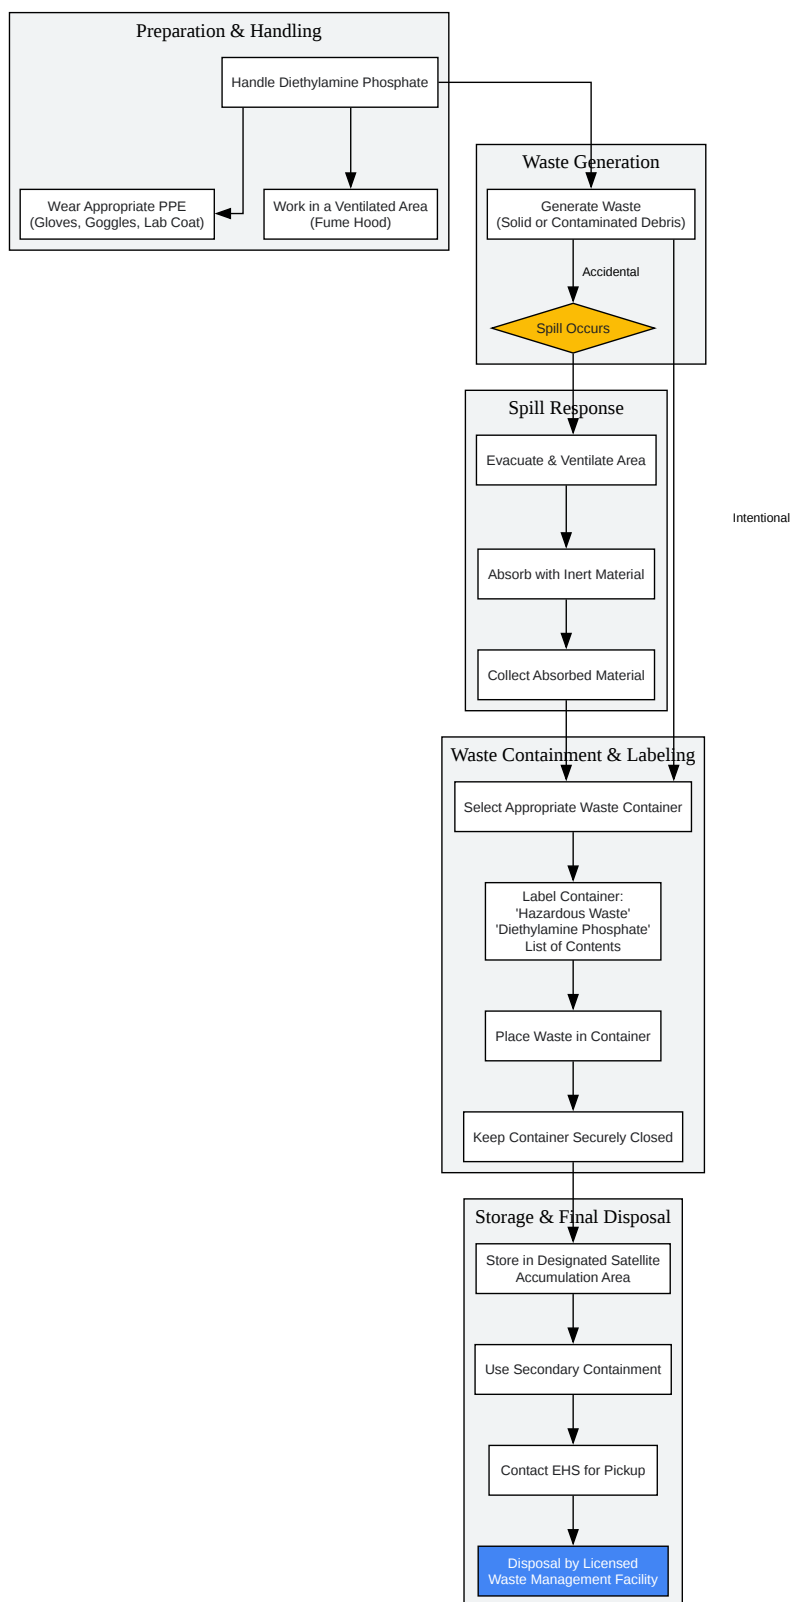 Preparation & Handling
Handle Diethylamine Phosphate
Wear Appropriate PPE
(Gloves, Goggles, Lab Coat)
Work in a Ventilated Area
(Fume Hood)
Waste Generation
Generate Waste
(Solid or Contaminated Debris)
Accidental
Spill Occurs
Spill Response
Evacuate & Ventilate Area
Intentional
Absorb with Inert Material
Collect Absorbed Material
Waste Containment & Labeling
Select Appropriate Waste Container
Label Container:
'Hazardous Waste'
'Diethylamine Phosphate'
List of Contents
Place Waste in Container
Keep Container Securely Closed
Storage & Final Disposal
Store in Designated Satellite
Accumulation Area
Use Secondary Containment
Contact EHS for Pickup
Disposal by Licensed
Waste Management Facility